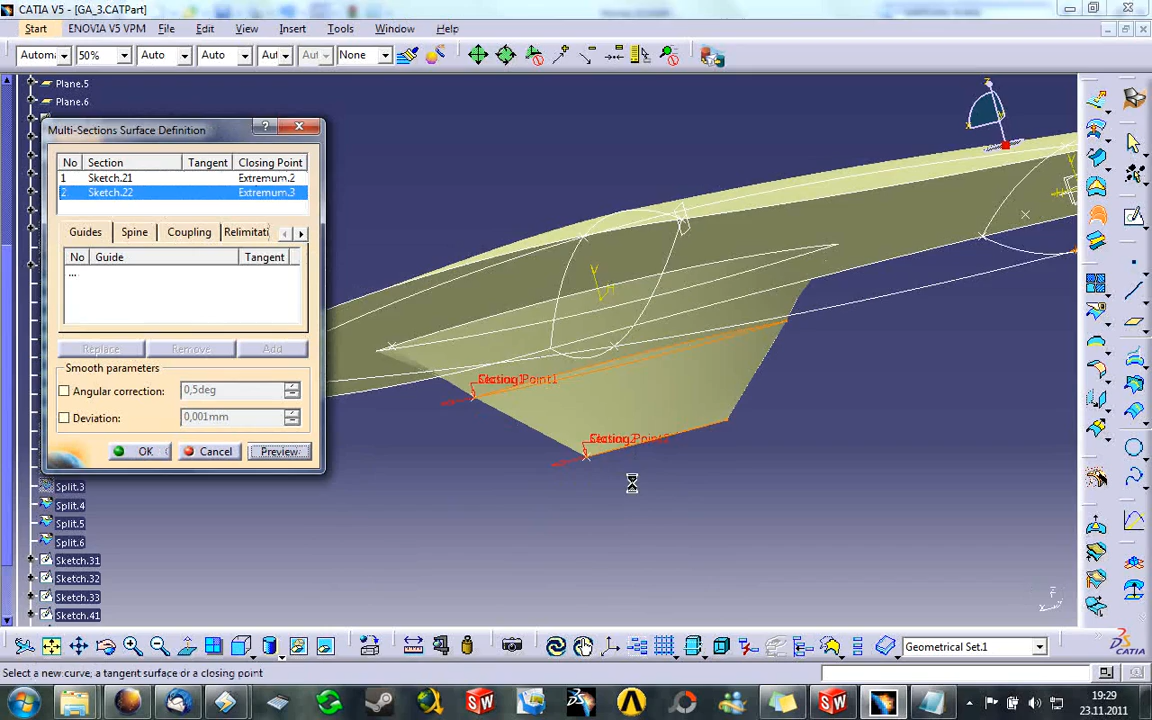 CATIA V5 - [GA_3.CATPart]
Start ENOVIA V5 VPM File Edit View Insert Tools Window Help
Autom 50% Auto Auto Aut Aut None
Plane.5
Plane.6
Multi-Sections Surface Definition ?
No Section Tangent Closing Point
1 Sketch.21 Extremum.2
2 Sketch.22 Extremum.3
Guides Spine Coupling Relimitati
No Guide Tangent
...
Replace Remove Add
Smooth parameters
Angular correction: 0,5deg
Deviation: 0,001mm
OK Cancel Preview
Split.3
Split.4
Split.5
Split.6
Sketch.31
Sketch.32
Sketch.33
Sketch.41
Geometrical Set.1
CATIA
Select a new curve, a tangent surface or a closing point
19:29
23.11.2011